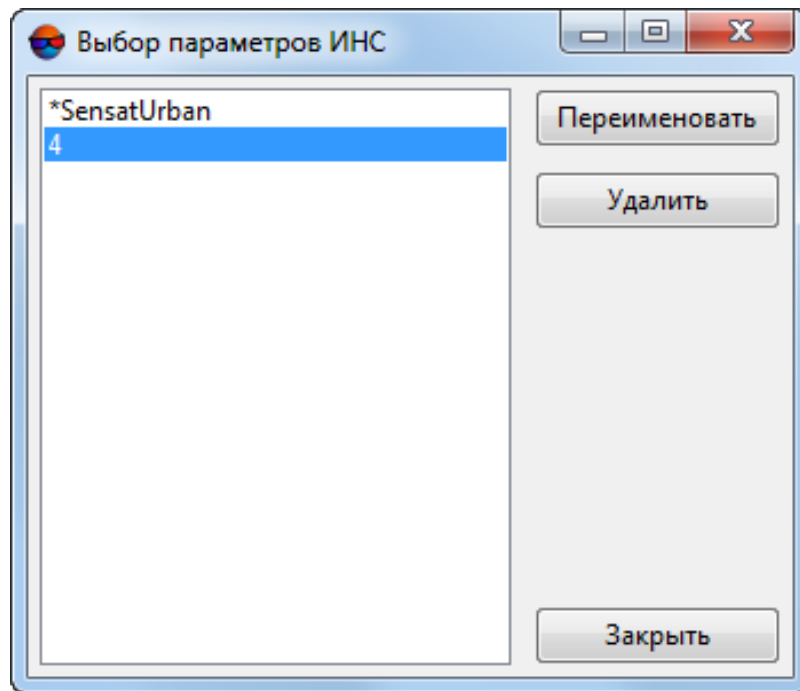 Выбор параметров ИНС
*SensatUrban
4
Переименовать
Удалить
Закрыть